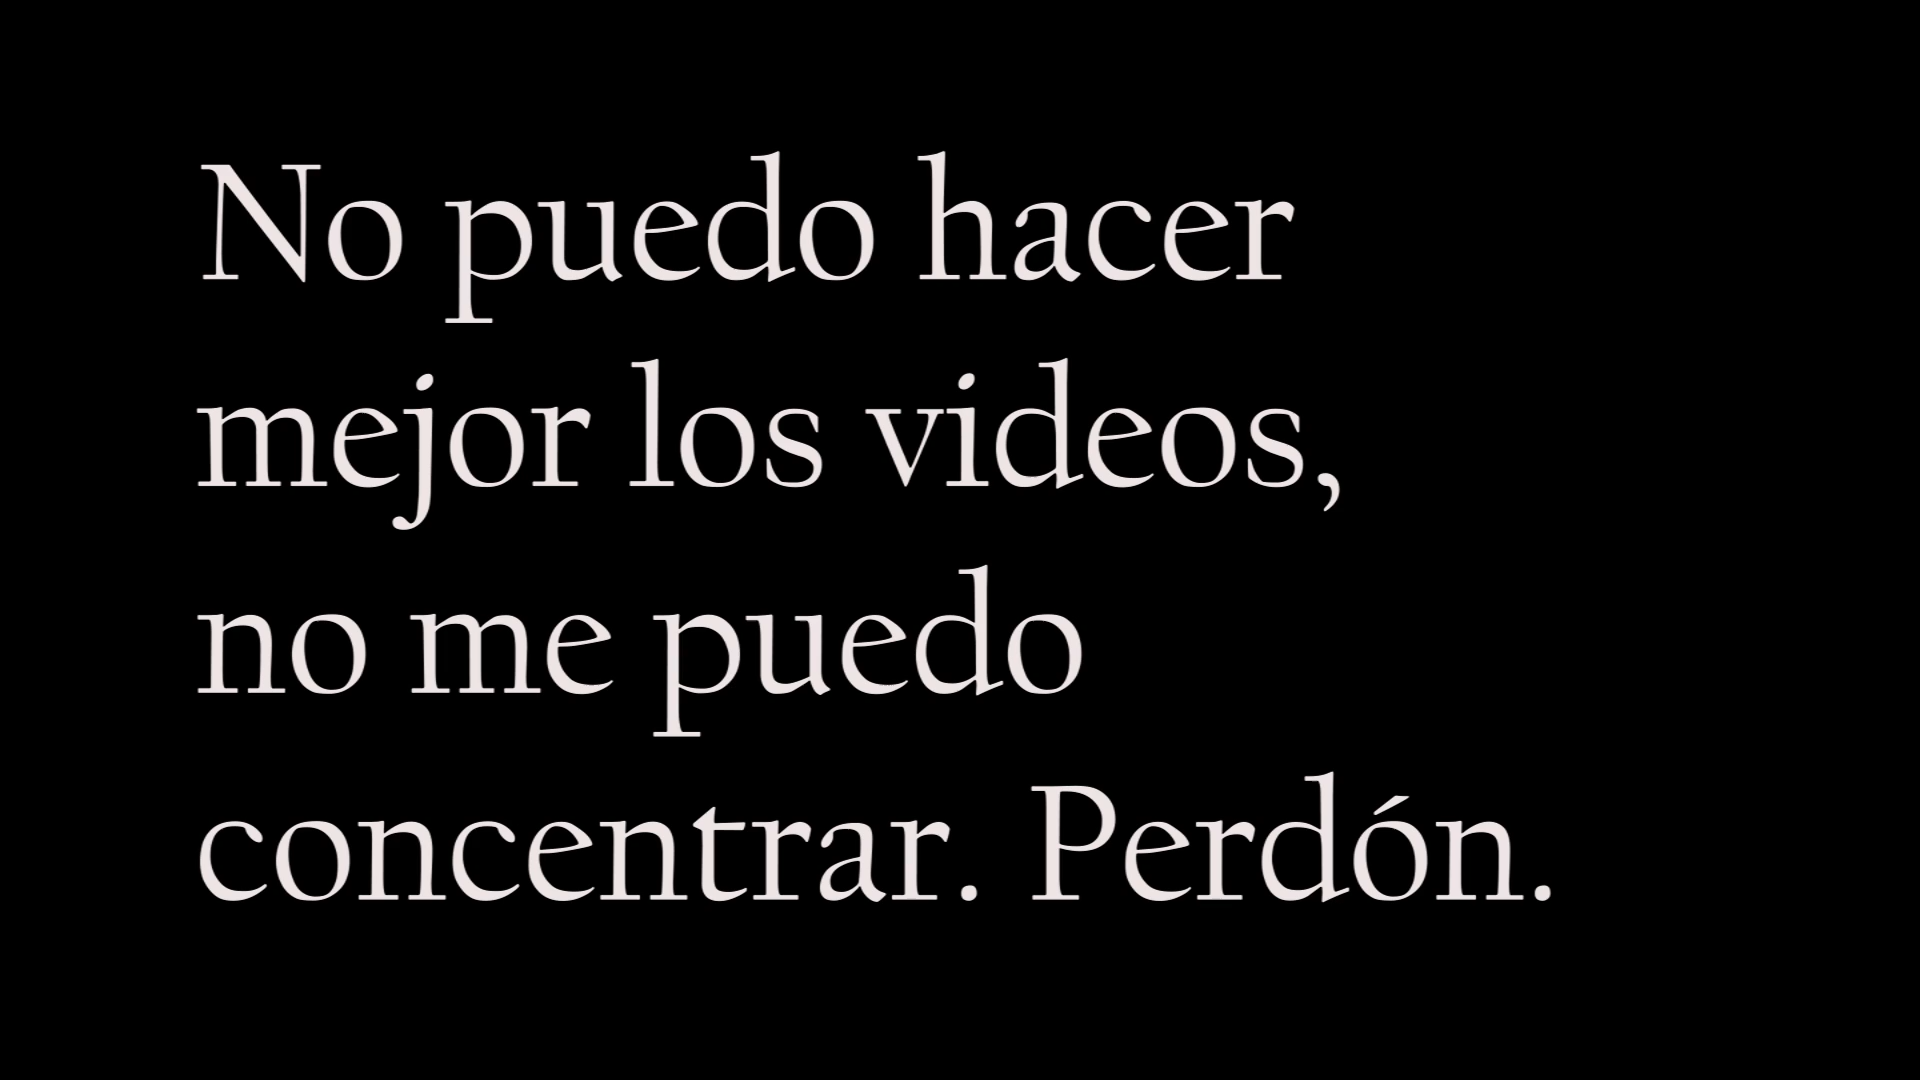 No puedo hacer
mejor los videos,
no me puedo
concentrar. Perdón.